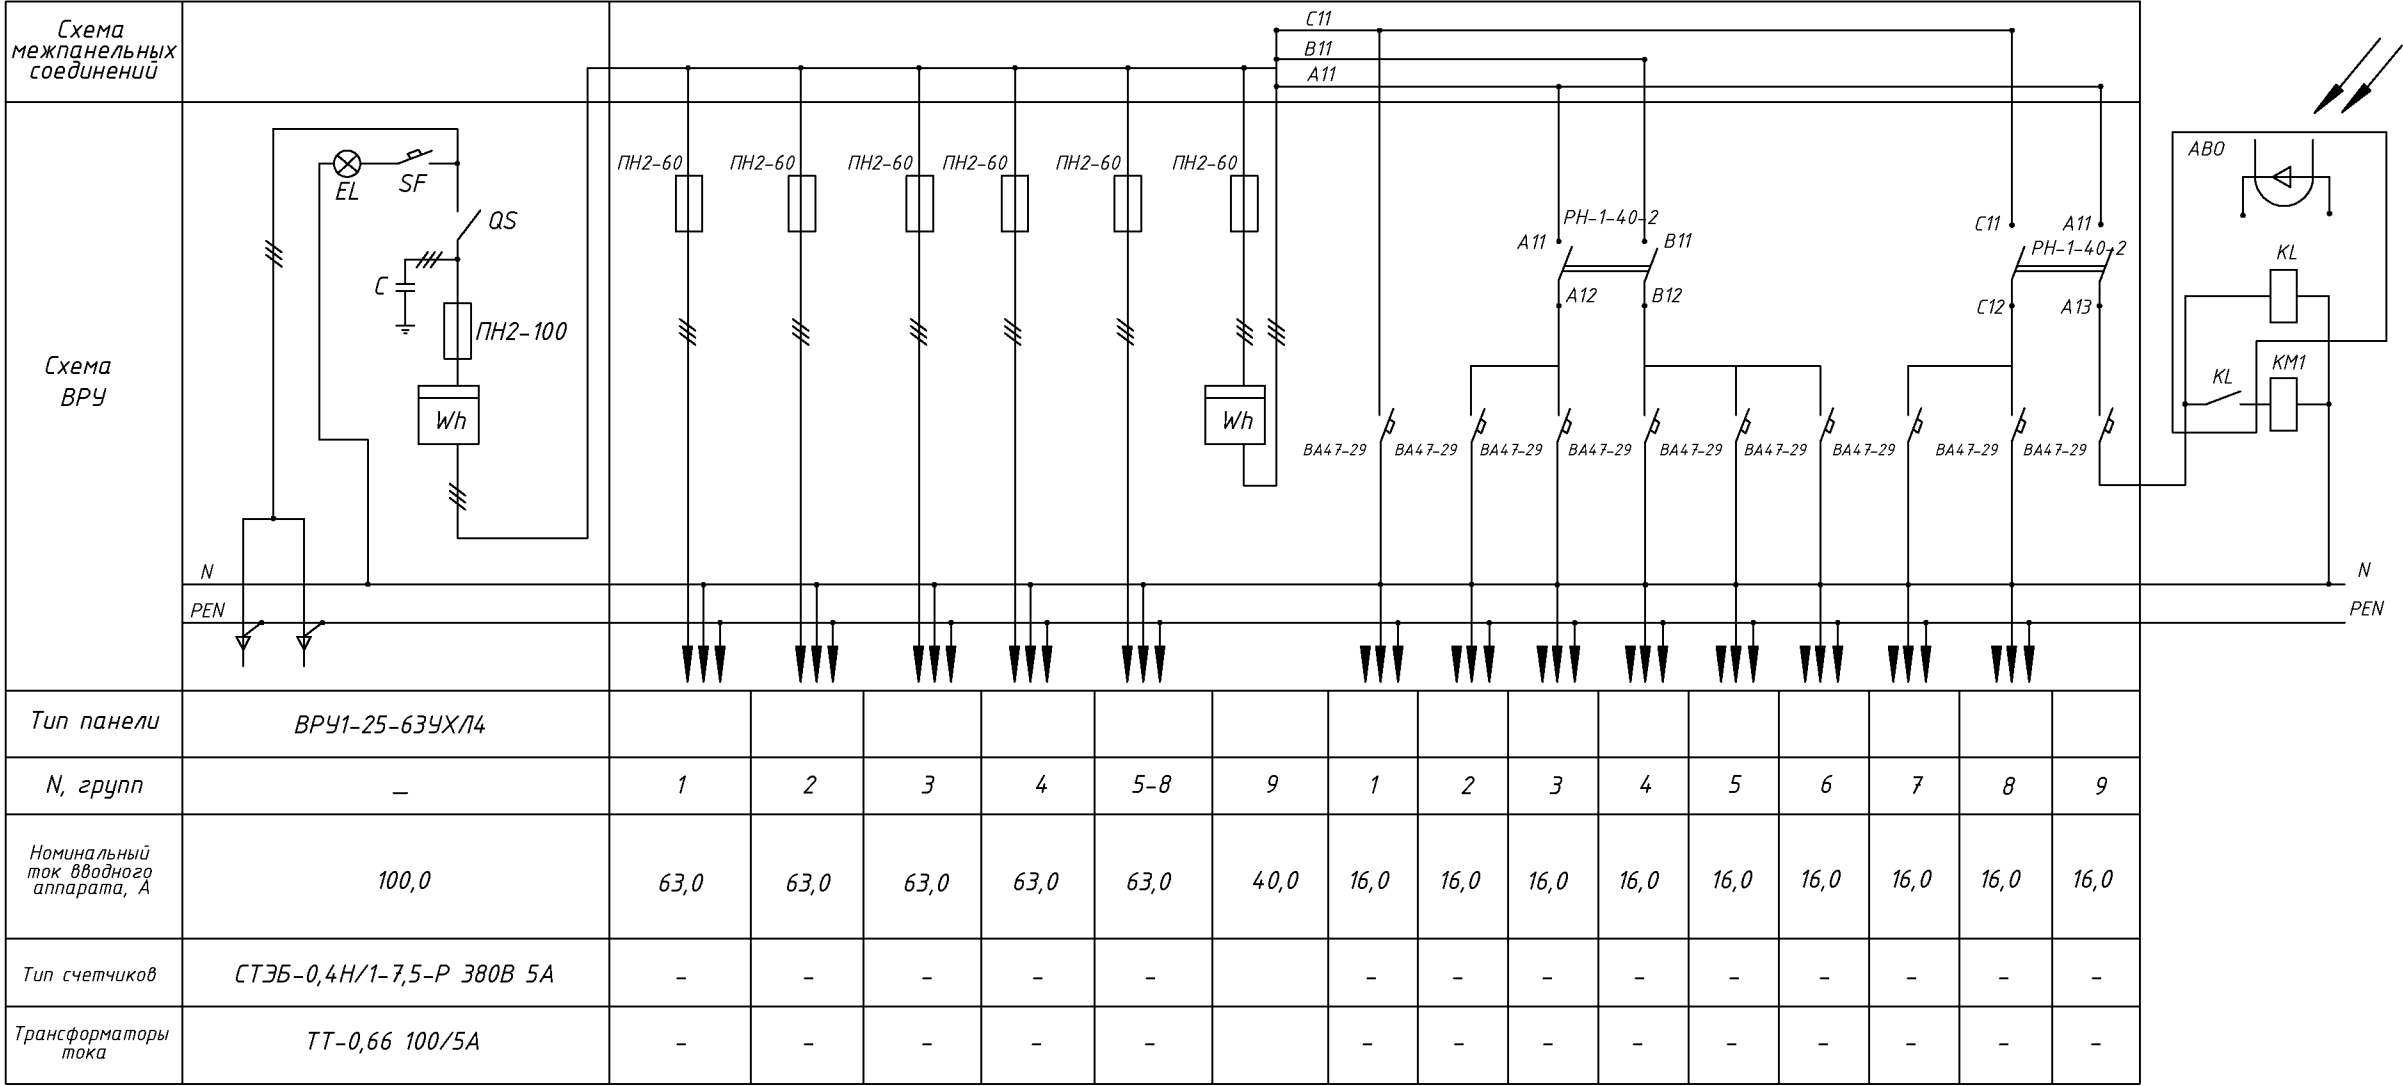 Схема
межпанельных
соединений
C11
B11
A11
ABO
EL
SF
QS
C
ПН2-100
Wh
ПН2-60
ПН2-60
ПН2-60
ПН2-60
ПН2-60
ПН2-60
Wh
РН-1-40-2
A11
B11
A12
B12
C11
A11
РН-1-40-2
C12
A13
KL
KL
KM1
Схема
ВРУ
ВА47-29
ВА47-29
ВА47-29
ВА47-29
ВА47-29
ВА47-29
ВА47-29
ВА47-29
ВА47-29
N
N
PEN
PEN
Тип панели
ВРУ1-25-63УХЛ4
N, групп
–
1
2
3
4
5-8
9
1
2
3
4
5
6
7
8
9
Номинальный
ток вводного
аппарата, А
100,0
63,0
63,0
63,0
63,0
63,0
40,0
16,0
16,0
16,0
16,0
16,0
16,0
16,0
16,0
16,0
Тип счетчиков
СТЭБ-0,4Н/1-7,5-Р 380В 5А
-
-
-
-
-
-
-
-
-
-
-
-
-
-
Трансформаторы
тока
ТТ-0,66 100/5А
-
-
-
-
-
-
-
-
-
-
-
-
-
-